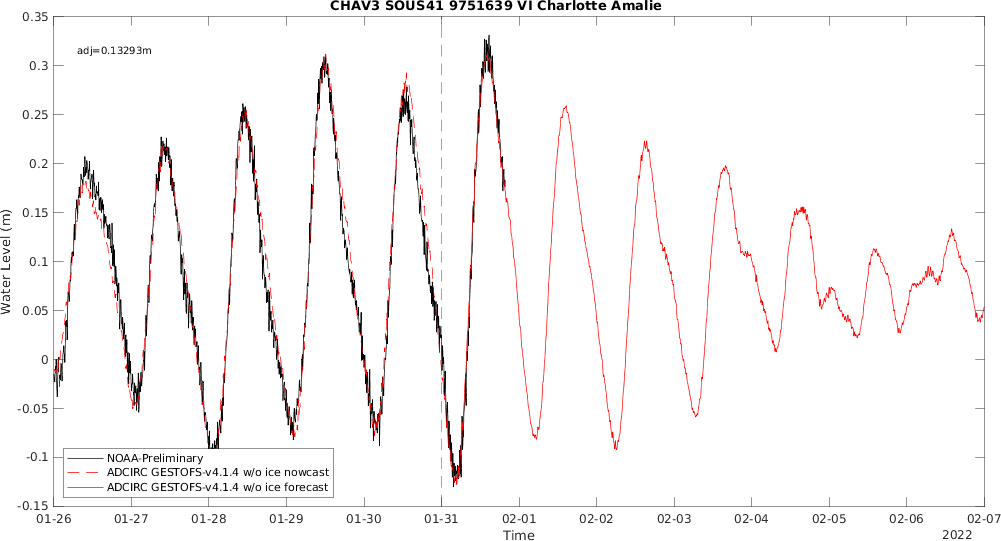 CHAV3 SOUS41 9751639 VI Charlotte Amalie
adj=0.13293m
Water Level (m)
0.35
0.3
0.25
0.2
0.15
0.1
0.05
0
-0.05
-0.1
-0.15
NOAA-Preliminary
ADCIRC GESTOFS-v4.1.4 w/o ice nowcast
ADCIRC GESTOFS-v4.1.4 w/o ice forecast
01-26 01-27 01-28 01-29 01-30 01-31 02-01 02-02 02-03 02-04 02-05 02-06 02-07
Time
2022